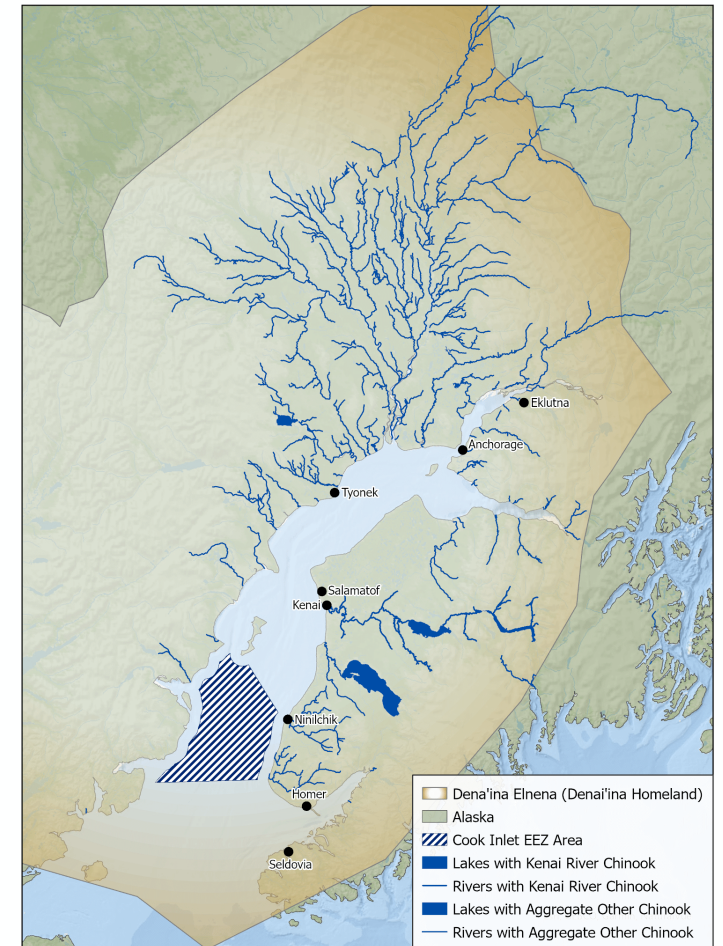 Eklutna
Anchorage
Tyonek
Salamatof
Kenai
Ninilchik
Homer
Seldovia
Dena'ina Elnena (Denai'ina Homeland)
Alaska
Cook Inlet EEZ Area
Lakes with Kenai River Chinook
Rivers with Kenai River Chinook
Lakes with Aggregate Other Chinook
Rivers with Aggregate Other Chinook